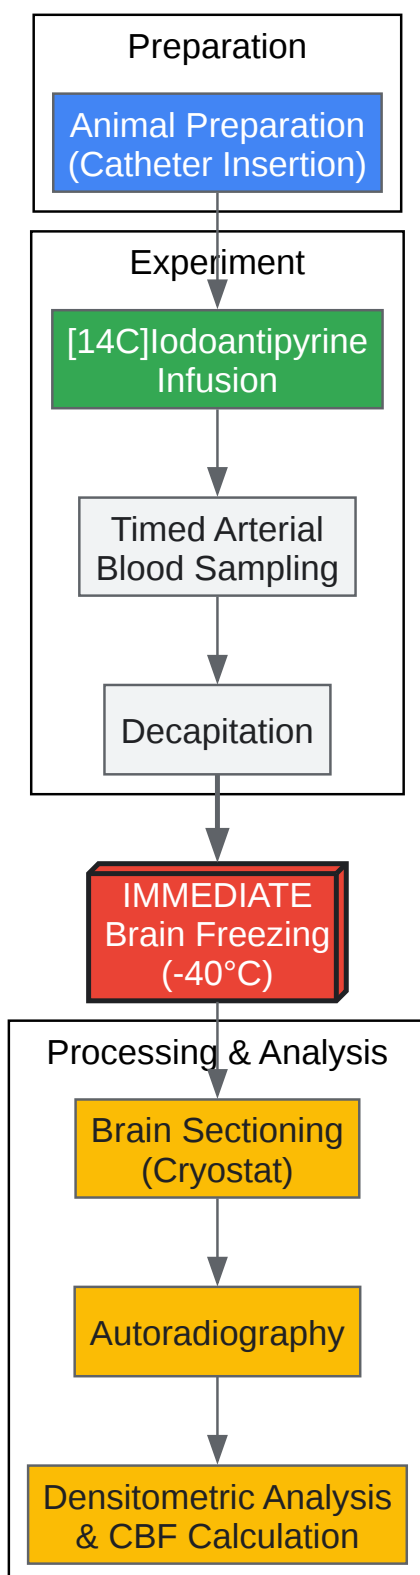 Preparation
Animal Preparation
(Catheter Insertion)
Experiment
[14C]Iodoantipyrine
Infusion
Timed Arterial
Blood Sampling
Decapitation
IMMEDIATE
Brain Freezing
(-40°C)
Processing & Analysis
Brain Sectioning
(Cryostat)
Autoradiography
Densitometric Analysis
& CBF Calculation